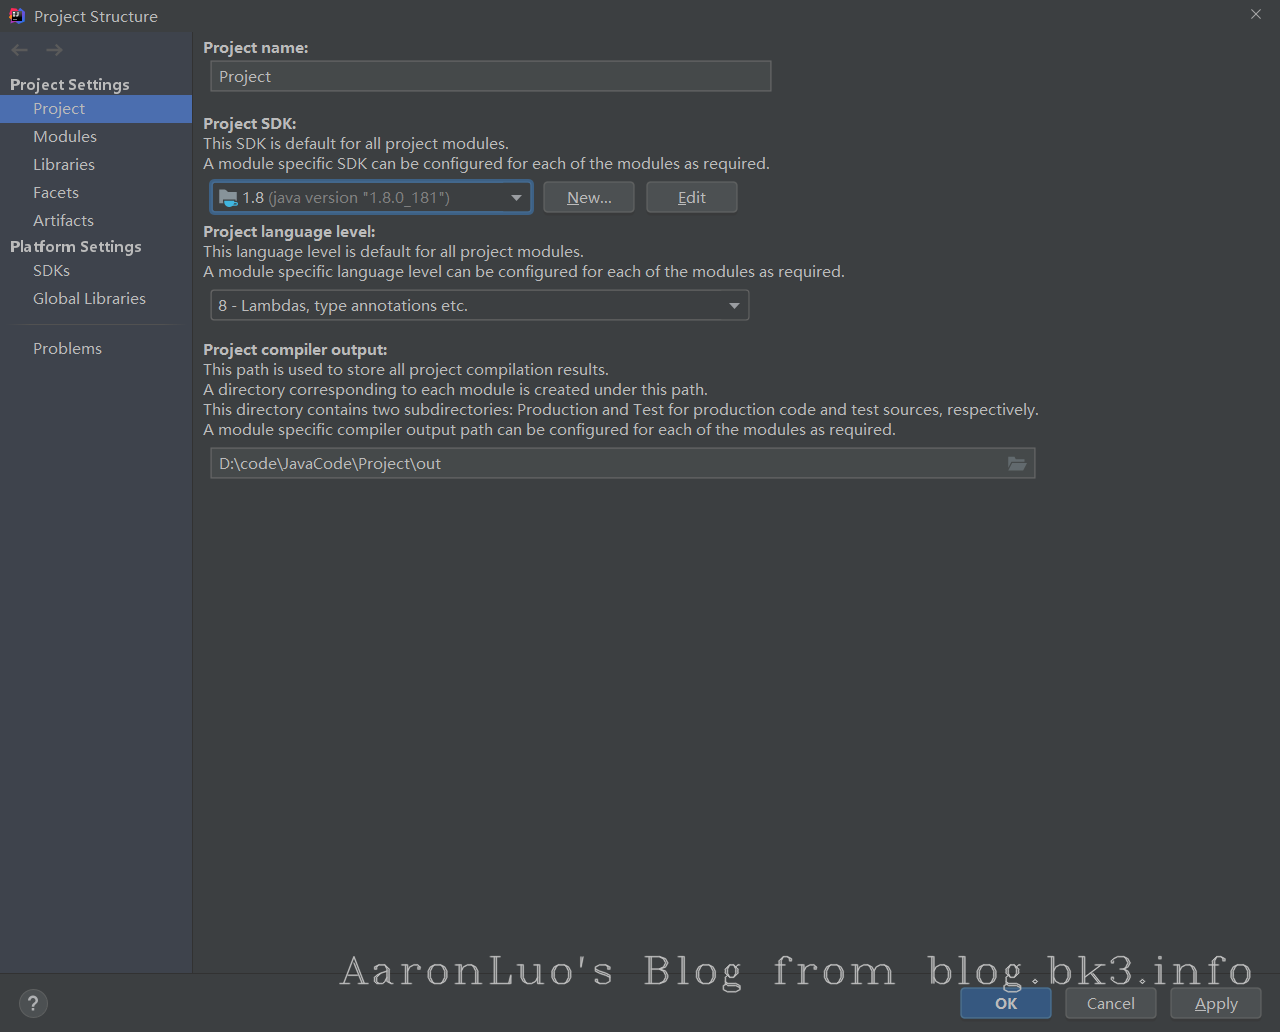 Project Structure
Project Settings
Project
Modules
Libraries
Facets
Artifacts
Platform Settings
SDKs
Global Libraries
Problems
Project name:
Project
Project SDK:
This SDK is default for all project modules.
A module specific SDK can be configured for each of the modules as required.
1.8 (java version "1.8.0_181")
New...
Edit
Project language level:
This language level is default for all project modules.
A module specific language level can be configured for each of the modules as required.
8 - Lambdas, type annotations etc.
Project compiler output:
This path is used to store all project compilation results.
A directory corresponding to each module is created under this path.
This directory contains two subdirectories: Production and Test for production code and test sources, respectively.
A module specific compiler output path can be configured for each of the modules as required.
D:\code\JavaCode\Project\out
AaronLuo's Blog from blog.bk3.info
?
OK
Cancel
Apply